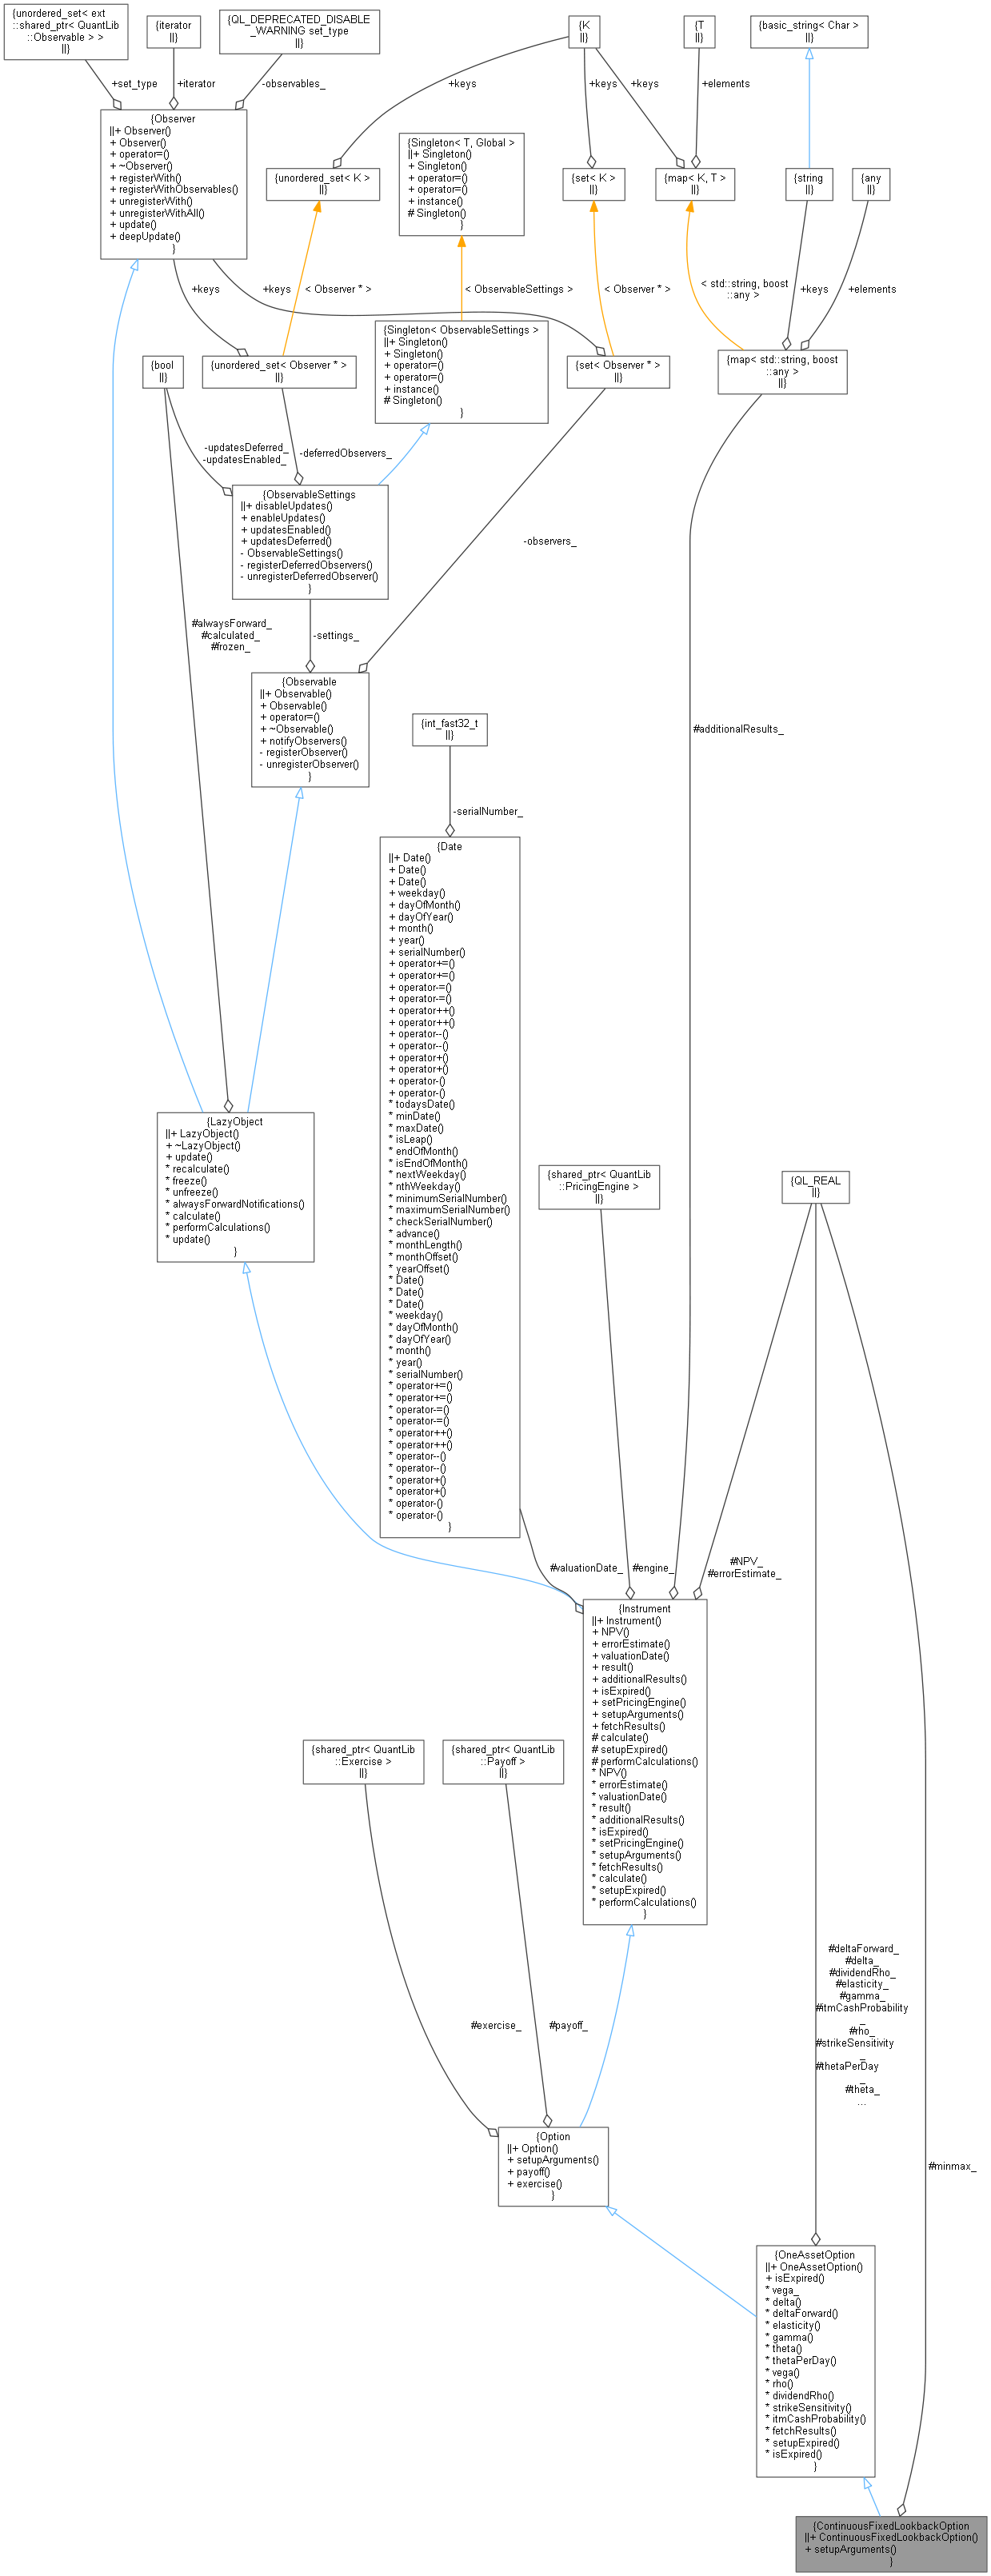 {unordered_set< ext
::shared_ptr< QuantLib
::Observable > >
||}
{iterator
||}
{QL_DEPRECATED_DISABLE
_WARNING set_type
||}
{K
||}
{T
||}
{basic_string< Char >
||}
+set_type
+iterator
-observables_
+keys
+keys
+keys
+elements
{Observer
||+ Observer()
+ Observer()
+ operator=()
+ ~Observer()
+ registerWith()
+ registerWithObservables()
+ unregisterWith()
+ unregisterWithAll()
+ update()
+ deepUpdate()
}
{unordered_set< K >
||}
{Singleton< T, Global >
||+ Singleton()
+ Singleton()
+ operator=()
+ operator=()
+ instance()
# Singleton()
}
{set< K >
||}
{map< K, T >
||}
{string
||}
{any
||}
+keys
+keys
< Observer * >
< ObservableSettings >
< Observer * >
< std::string, boost
::any >
+keys
+elements
{bool
||}
{unordered_set< Observer * >
||}
{Singleton< ObservableSettings >
||+ Singleton()
+ Singleton()
+ operator=()
+ operator=()
+ instance()
# Singleton()
}
{set< Observer * >
||}
{map< std::string, boost
::any >
||}
-updatesDeferred_
-updatesEnabled_
-deferredObservers_
{ObservableSettings
||+ disableUpdates()
+ enableUpdates()
+ updatesEnabled()
+ updatesDeferred()
- ObservableSettings()
- registerDeferredObservers()
- unregisterDeferredObserver()
}
-observers_
#alwaysForward_
#calculated_
#frozen_
-settings_
{Observable
||+ Observable()
+ Observable()
+ operator=()
+ ~Observable()
+ notifyObservers()
- registerObserver()
- unregisterObserver()
}
{int_fast32_t
||}
#additionalResults_
-serialNumber_
{Date
||+ Date()
+ Date()
+ Date()
+ weekday()
+ dayOfMonth()
+ dayOfYear()
+ month()
+ year()
+ serialNumber()
+ operator+=()
+ operator+=()
+ operator-=()
+ operator-=()
+ operator++()
+ operator++()
+ operator--()
+ operator--()
+ operator+()
+ operator+()
+ operator-()
+ operator-()
* todaysDate()
* minDate()
* maxDate()
* isLeap()
* endOfMonth()
* isEndOfMonth()
* nextWeekday()
* nthWeekday()
* minimumSerialNumber()
* maximumSerialNumber()
* checkSerialNumber()
* advance()
* monthLength()
* monthOffset()
* yearOffset()
* Date()
* Date()
* Date()
* weekday()
* dayOfMonth()
* dayOfYear()
* month()
* year()
* serialNumber()
* operator+=()
* operator+=()
* operator-=()
* operator-=()
* operator++()
* operator++()
* operator--()
* operator--()
* operator+()
* operator+()
* operator-()
* operator-()
}
{LazyObject
||+ LazyObject()
+ ~LazyObject()
+ update()
* recalculate()
* freeze()
* unfreeze()
* alwaysForwardNotifications()
* calculate()
* performCalculations()
* update()
}
{shared_ptr< QuantLib
::PricingEngine >
||}
{QL_REAL
||}
#valuationDate_
#engine_
#NPV_
#errorEstimate_
{Instrument
||+ Instrument()
+ NPV()
+ errorEstimate()
+ valuationDate()
+ result()
+ additionalResults()
+ isExpired()
+ setPricingEngine()
+ setupArguments()
+ fetchResults()
# calculate()
# setupExpired()
# performCalculations()
* NPV()
* errorEstimate()
* valuationDate()
* result()
* additionalResults()
* isExpired()
* setPricingEngine()
* setupArguments()
* fetchResults()
* calculate()
* setupExpired()
* performCalculations()
}
{shared_ptr< QuantLib
::Exercise >
||}
{shared_ptr< QuantLib
::Payoff >
||}
#exercise_
#payoff_
#deltaForward_
#delta_
#dividendRho_
#elasticity_
#gamma_
#itmCashProbability
_
#rho_
#strikeSensitivity
_
#thetaPerDay
_
#theta_
...
{Option
||+ Option()
+ setupArguments()
+ payoff()
+ exercise()
}
#minmax_
{OneAssetOption
||+ OneAssetOption()
+ isExpired()
* vega_
* delta()
* deltaForward()
* elasticity()
* gamma()
* theta()
* thetaPerDay()
* vega()
* rho()
* dividendRho()
* strikeSensitivity()
* itmCashProbability()
* fetchResults()
* setupExpired()
* isExpired()
}
{ContinuousFixedLookbackOption
||+ ContinuousFixedLookbackOption()
+ setupArguments()
}